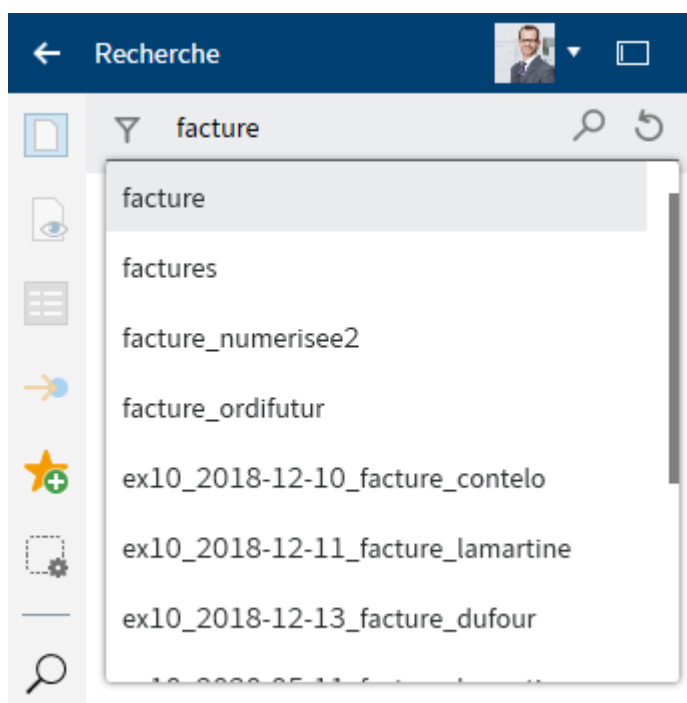 Recherche
facture
facture
factures
facture_numerisee2
facture_ordifutur
ex10_2018-12-10_facture_contelo
ex10_2018-12-11_facture_lamartine
ex10_2018-12-13_facture_dufour